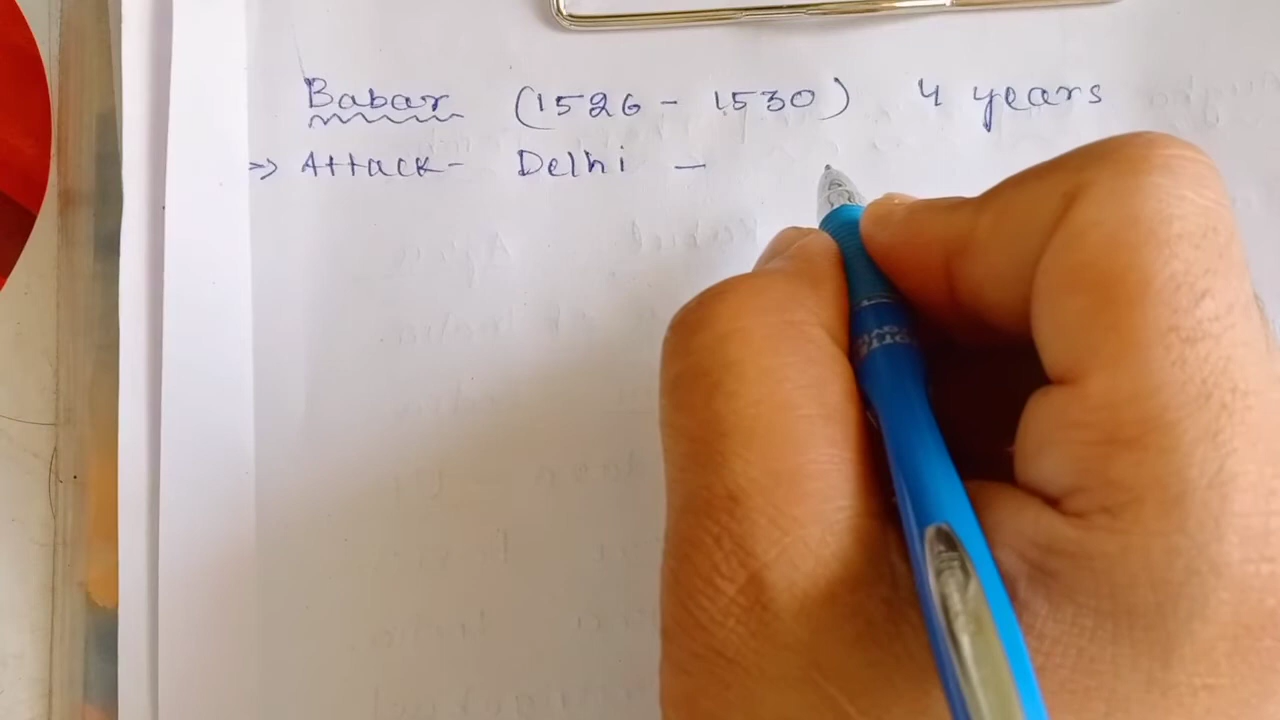 Babar (1526 - 1530) 4 years
=> Attack - Delhi -